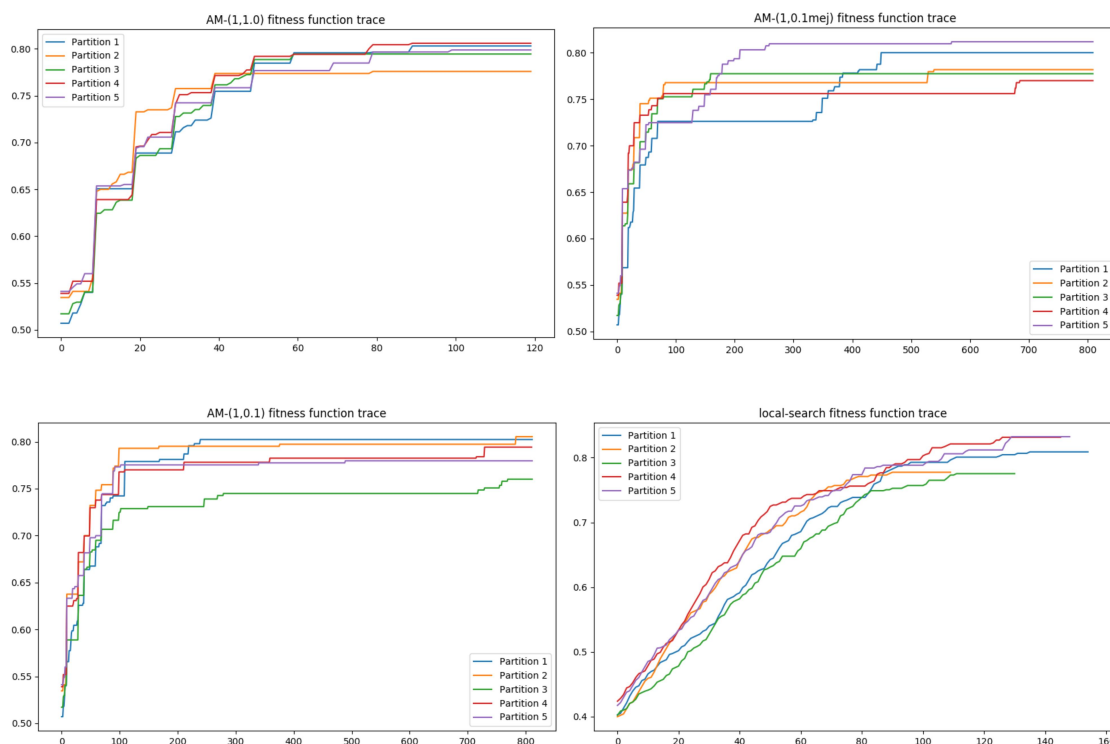 AM-(1,1.0) fitness function trace
Partition 1
Partition 2
Partition 3
Partition 4
Partition 5
0.80
0.75
0.70
0.65
0.60
0.55
0.50
0 20 40 60 80 100 120
AM-(1,0.1mej) fitness function trace
0.80
0.75
0.70
0.65
0.60
0.55
0.50
Partition 1
Partition 2
Partition 3
Partition 4
Partition 5
0 100 200 300 400 500 600 700 800
AM-(1,0.1) fitness function trace
0.80
0.75
0.70
0.65
0.60
0.55
0.50
Partition 1
Partition 2
Partition 3
Partition 4
Partition 5
0 100 200 300 400 500 600 700 800
local-search fitness function trace
Partition 1
Partition 2
Partition 3
Partition 4
Partition 5
0.8
0.7
0.6
0.5
0.4
0 20 40 60 80 100 120 140